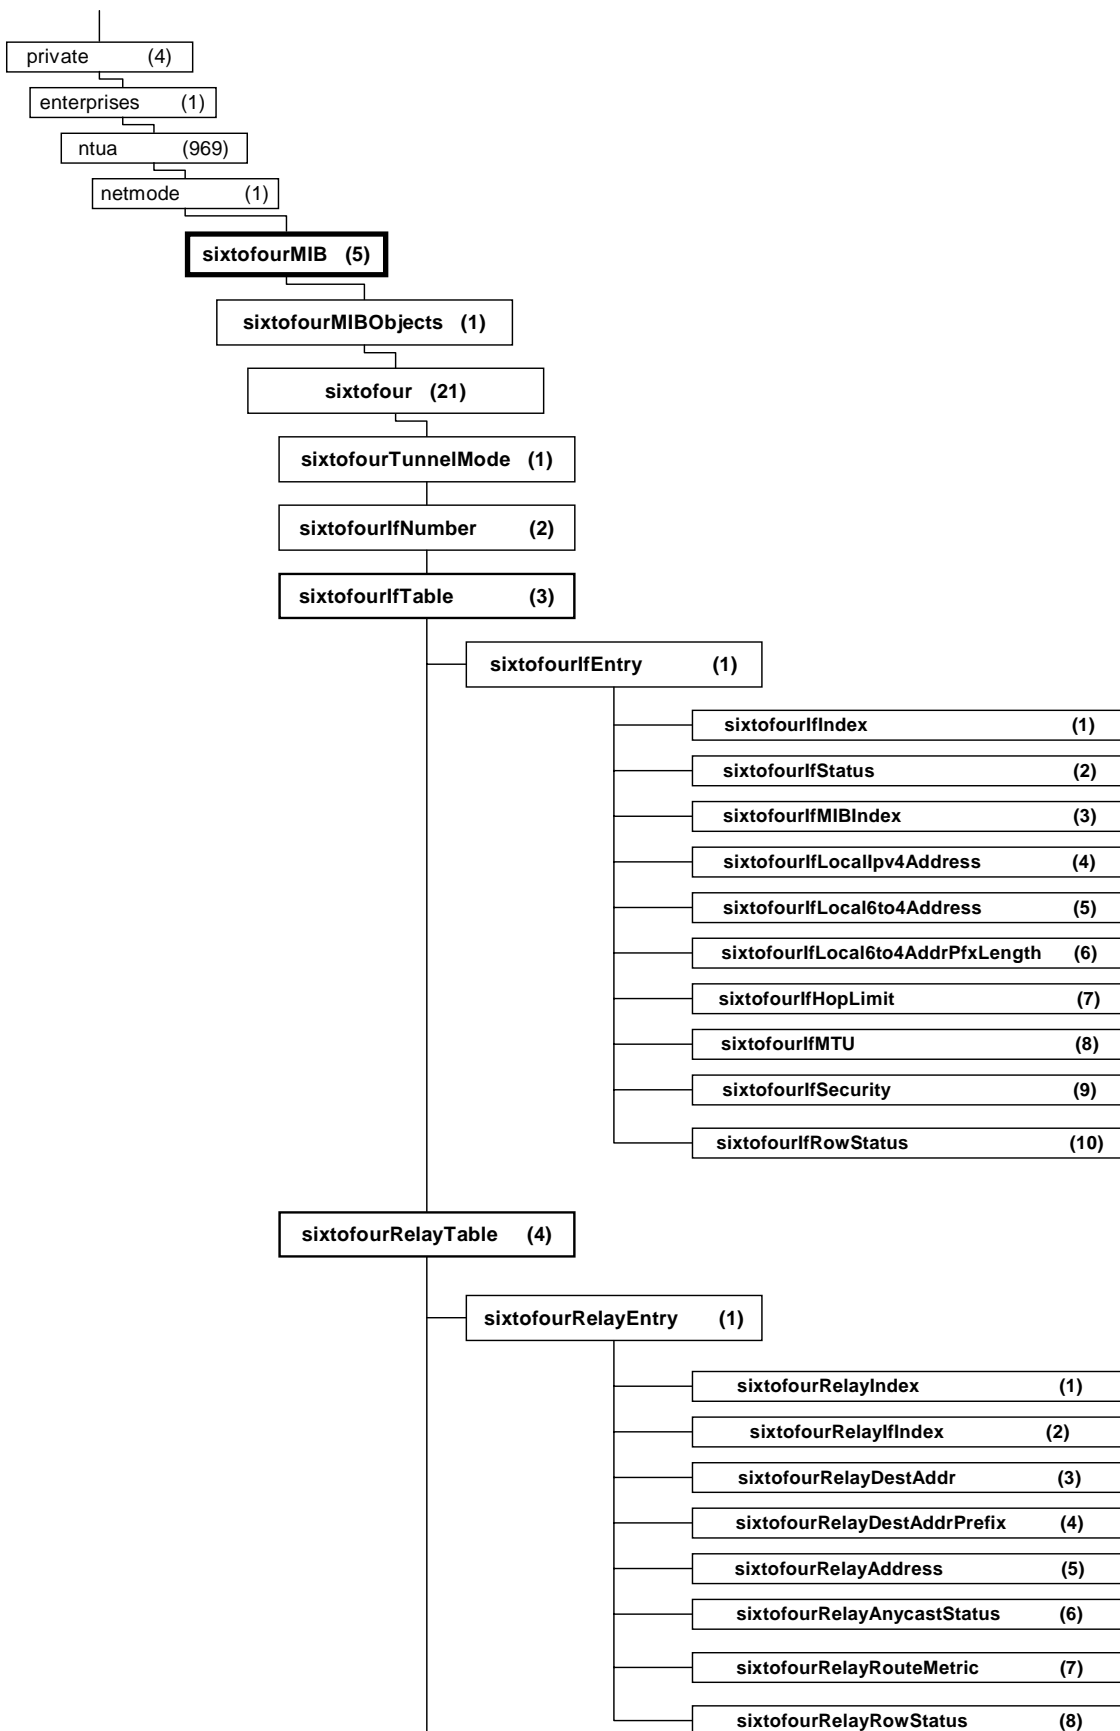 private (4)
enterprises (1)
ntua (969)
netmode (1)
sixtofourMIB (5)
sixtofourMIBObjects (1)
sixtofour (21)
sixtofourTunnelMode (1)
sixtofourIfNumber (2)
sixtofourIfTable (3)
sixtofourIfEntry (1)
sixtofourIfIndex (1)
sixtofourIfStatus (2)
sixtofourIfMIBIndex (3)
sixtofourIfLocalIpv4Address (4)
sixtofourIfLocal6to4Address (5)
sixtofourIfLocal6to4AddrPfxLength (6)
sixtofourIfHopLimit (7)
sixtofourIfMTU (8)
sixtofourIfSecurity (9)
sixtofourIfRowStatus (10)
sixtofourRelayTable (4)
sixtofourRelayEntry (1)
sixtofourRelayIndex (1)
sixtofourRelayIfIndex (2)
sixtofourRelayDestAddr (3)
sixtofourRelayDestAddrPrefix (4)
sixtofourRelayAddress (5)
sixtofourRelayAnycastStatus (6)
sixtofourRelayRouteMetric (7)
sixtofourRelayRowStatus (8)